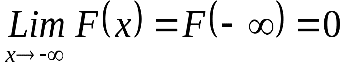 Lim F(x) = F(- ∞) = 0
x→ -∞